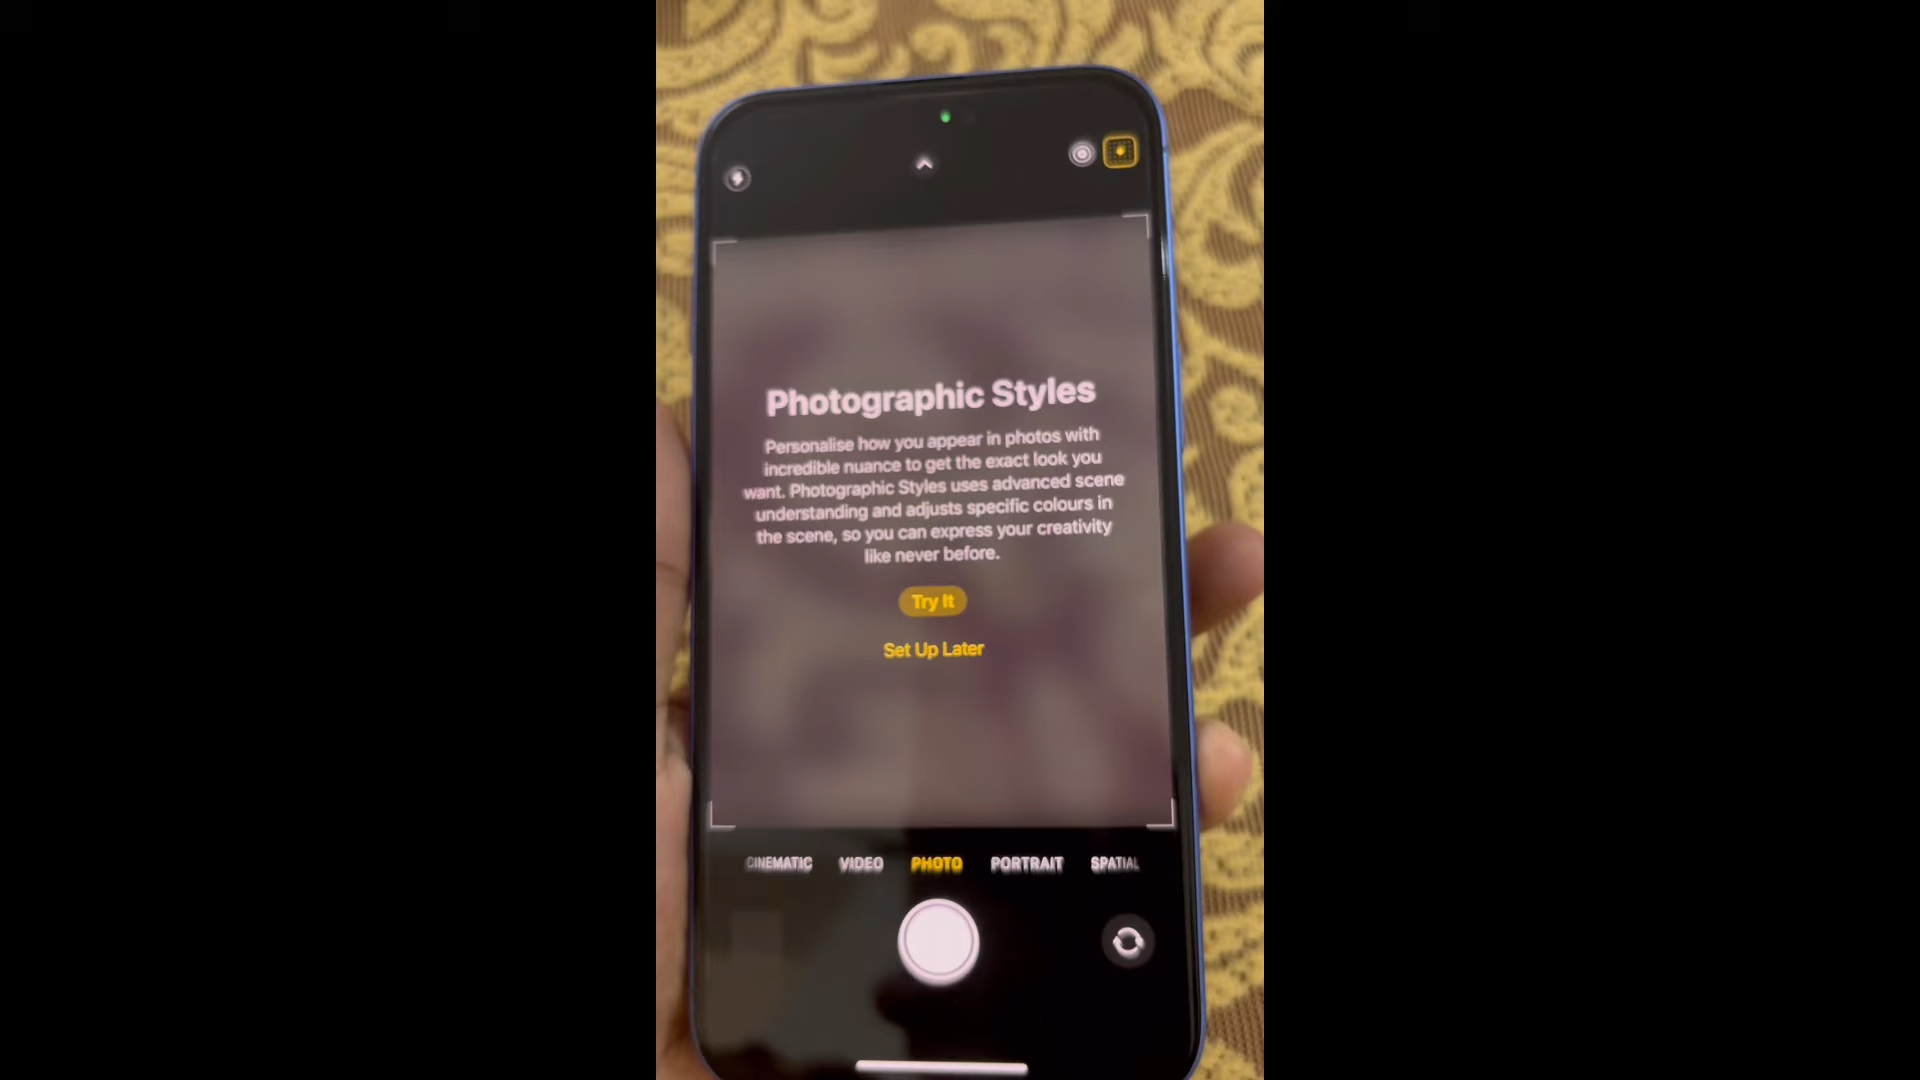 Photographic Styles
Personalise how you appear in photos with
incredible nuance to get the exact look you
want. Photographic Styles uses advanced scene
understanding and adjusts specific colours in
the scene, so you can express your creativity
like never before.
Try It
Set Up Later
CINEMATIC VIDEO PHOTO PORTRAIT SPATIAL